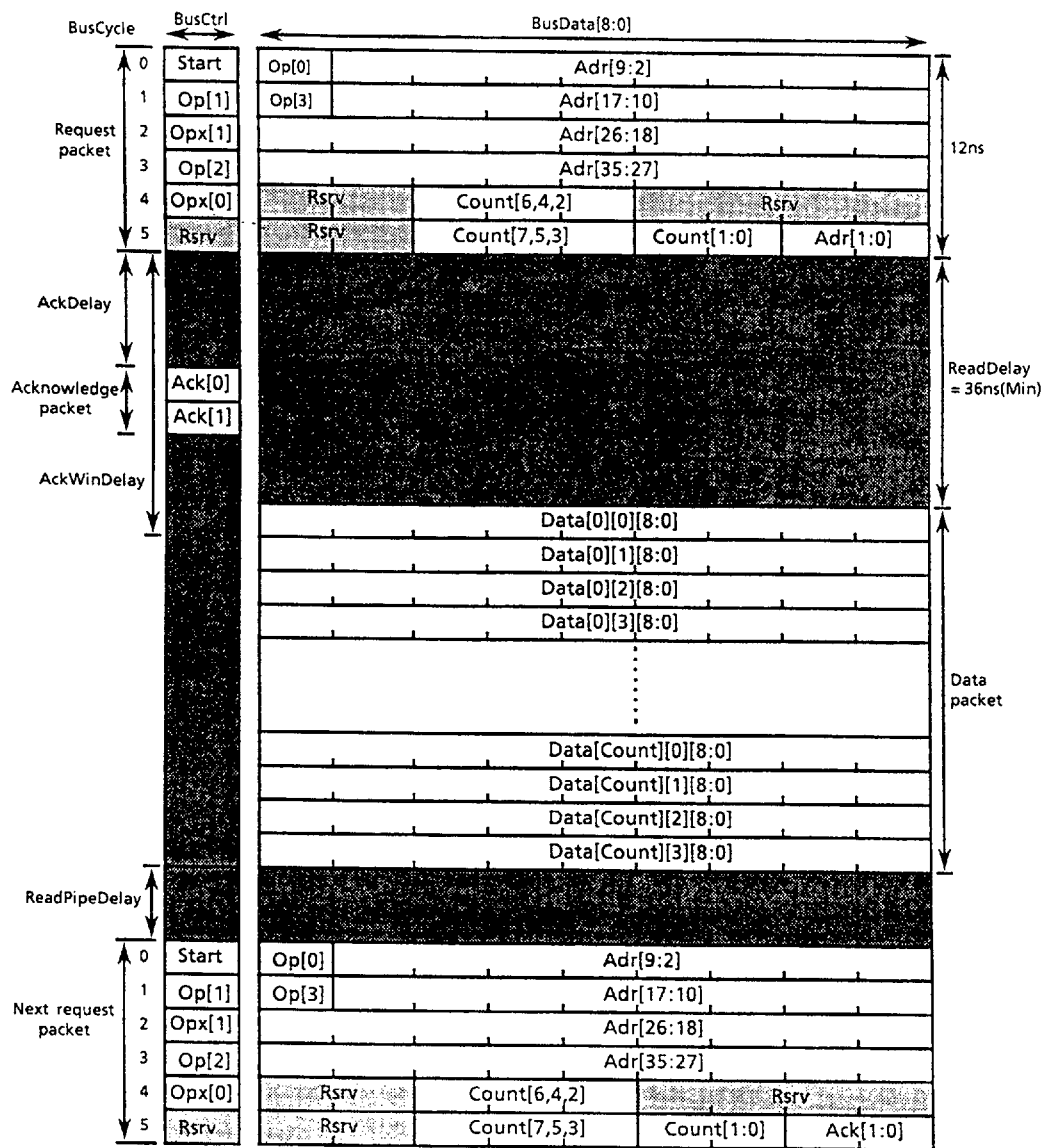 BusCycle BusCtrl BusData[8:0]
0 Start Op[0] Adr[9:2]
1 Op[1] Op[3] Adr[17:10]
Request packet
2 Opx[1] Adr[26:18]
12ns
3 Op[2] Adr[35:27]
4 Opx[0] Rsrv Count[6,4,2] Rsrv
5 Rsrv Rsrv Count[7,5,3] Count[1:0] Adr[1:0]
AckDelay
ReadDelay
= 36ns(Min)
Acknowledge
packet
Ack[0]
Ack[1]
AckWinDelay
Data[0][0][8:0]
Data[0][1][8:0]
Data[0][2][8:0]
Data[0][3][8:0]
Data
packet
Data[Count][0][8:0]
Data[Count][1][8:0]
Data[Count][2][8:0]
Data[Count][3][8:0]
ReadPipeDelay
0 Start Op[0] Adr[9:2]
1 Op[1] Op[3] Adr[17:10]
Next request
packet
2 Opx[1] Adr[26:18]
3 Op[2] Adr[35:27]
4 Opx[0] Rsrv Count[6,4,2] Rsrv
5 Rsrv Rsrv Count[7,5,3] Count[1:0] Ack[1:0]